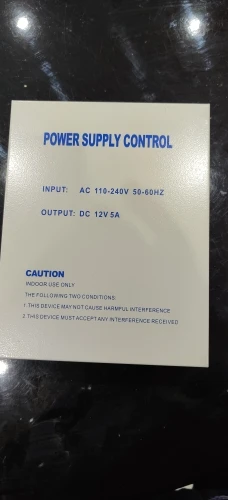 POWER SUPPLY CONTROL
INPUT: AC 110-240V 50-60HZ
OUTPUT: DC 12V 5A
CAUTION
INDOOR USE ONLY
THE FOLLOWING TWO CONDITIONS:
1.THIS DEVICE MAY NOT CAUSE HARMFUL INTERFERENCE
2.THIS DEVICE MUST ACCEPT ANY INTERFERENCE RECEIVED